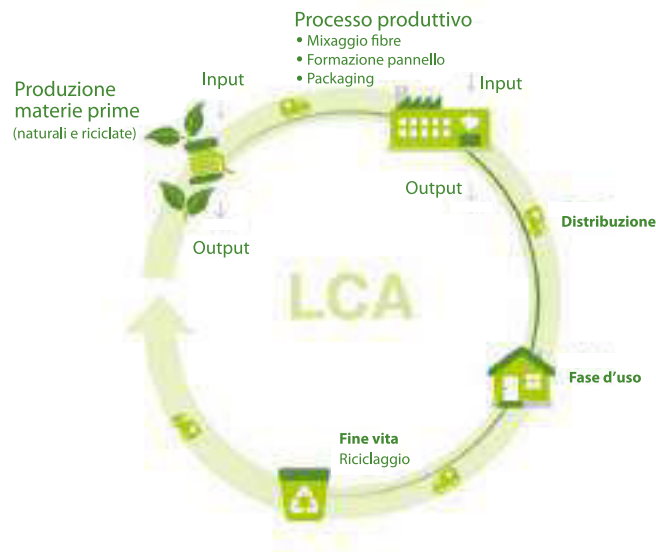 Processo produttivo
• Mixaggio fibre
• Formazione pannello
• Packaging
Input
Input
Produzione
materie prime
(naturali e riciclate)
Output
Output
Distribuzione
LCA
Fase d'uso
Fine vita
Riciclaggio